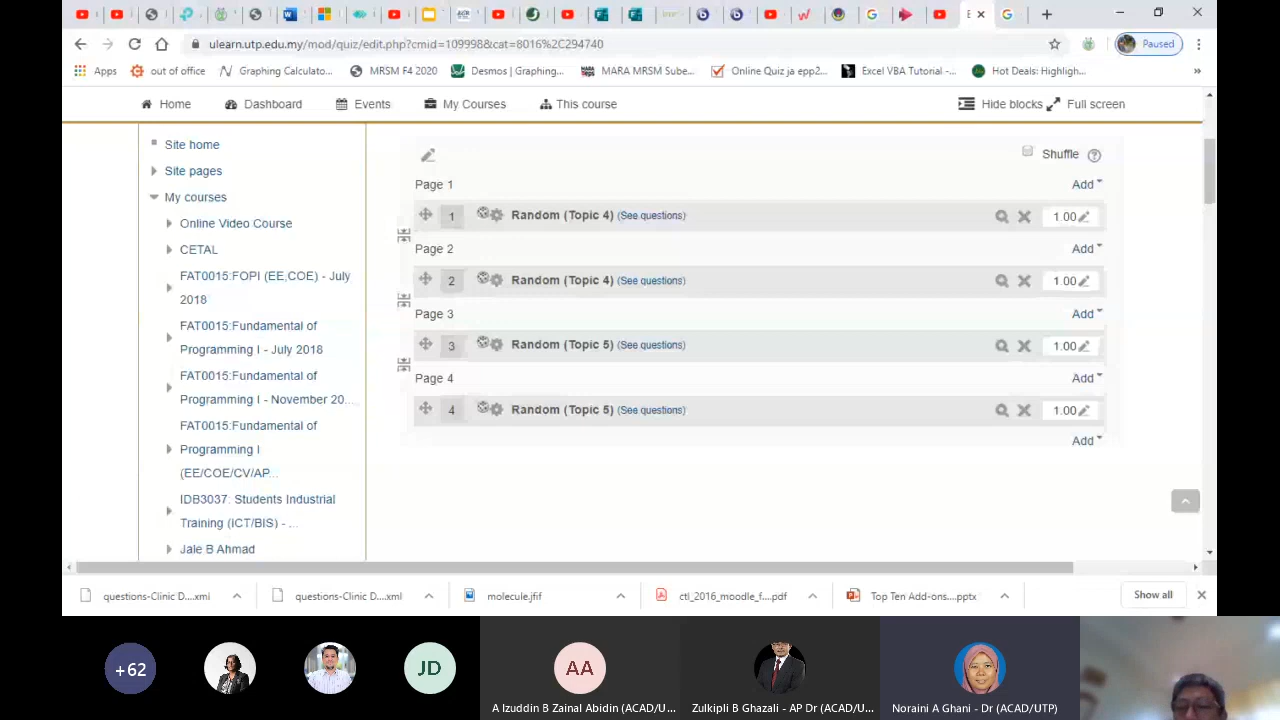 ulearn.utp.edu.my/mod/quiz/edit.php?cmid=109998&cat=8016%2C294740
Paused
Apps
out of office
Graphing Calculato...
MRSM F4 2020
Desmos | Graphing...
MARA MRSM Sube...
Online Quiz ja epp2...
Excel VBA Tutorial -...
Hot Deals: Highligh...
»
Home
Dashboard
Events
My Courses
This course
Hide blocks
Full screen
Site home
Site pages
My courses
Online Video Course
CETAL
FAT0015:FOPI (EE,COE) - July
2018
FAT0015:Fundamental of
Programming I - July 2018
FAT0015:Fundamental of
Programming I - November 20...
FAT0015:Fundamental of
Programming I
(EE/COE/CV/AP...
IDB3037. Students Industrial
Training (ICT/BIS) - ...
Jale B Ahmad
Shuffle
Page 1 Add
1 Random (Topic 4) (See questions) 1.00
Page 2 Add
2 Random (Topic 4) (See questions) 1.00
Page 3 Add
3 Random (Topic 5) (See questions) 1.00
Page 4 Add
4 Random (Topic 5) (See questions) 1.00
Add
questions-Clinic D....xml
questions-Clinic D....xml
molecule.jfif
ctl_2016_moodle_f....pdf
Top Ten Add-ons....pptx
Show all
+62
JD
AA
A Izuddin B Zainal Abidin (ACAD/U...
Zulkipli B Ghazali - AP Dr (ACAD/U...
Noraini A Ghani - Dr (ACAD/UTP)